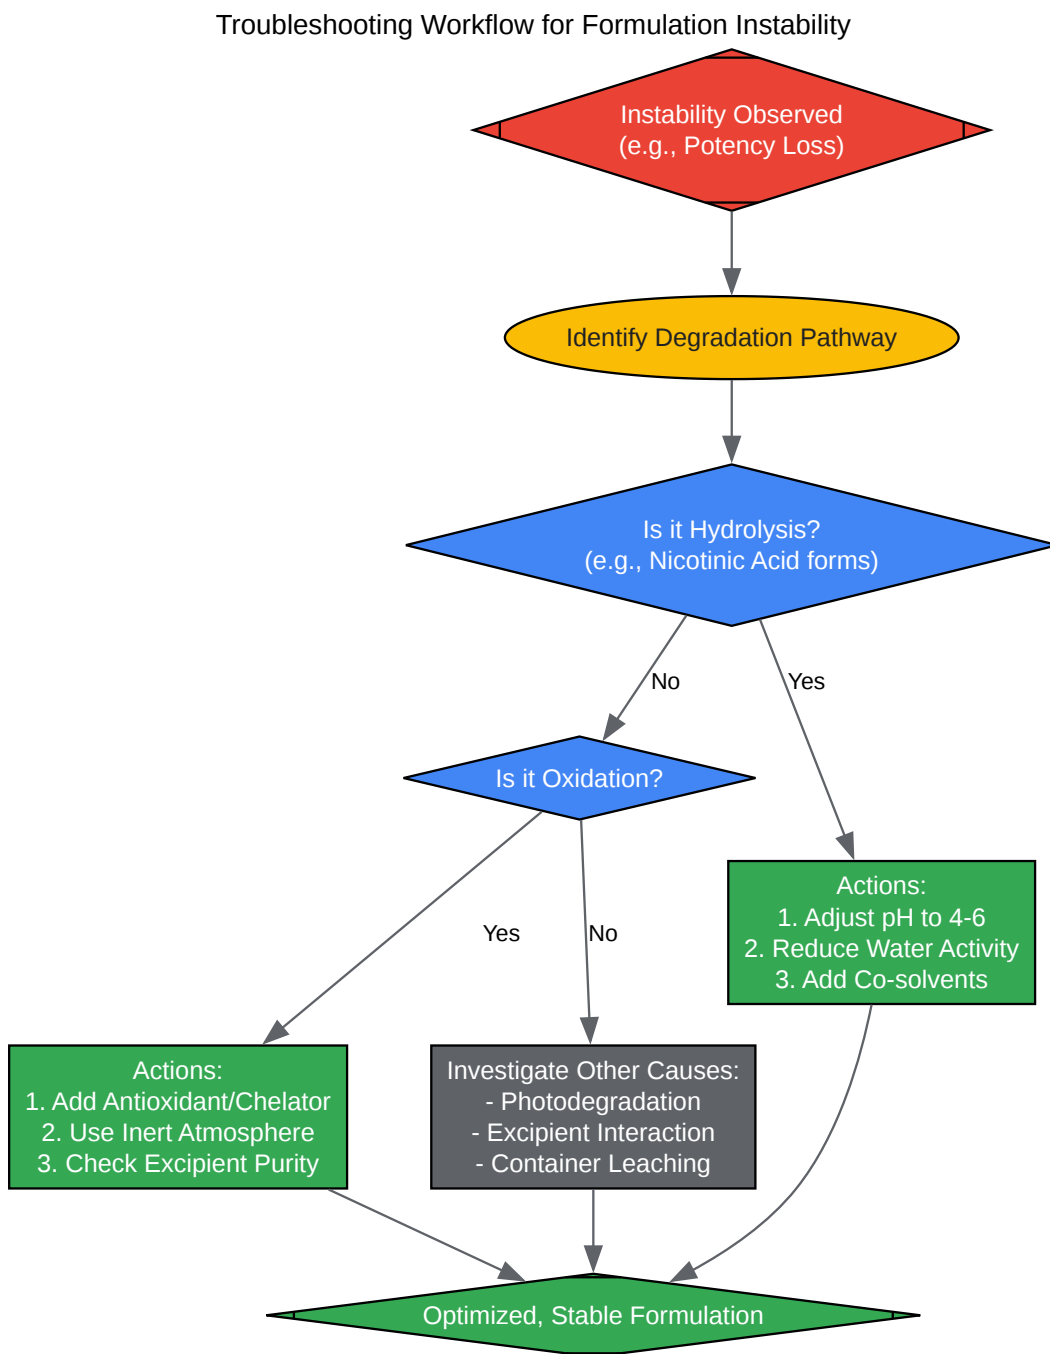 Troubleshooting Workflow for Formulation Instability
Instability Observed
(e.g., Potency Loss)
Identify Degradation Pathway
Is it Hydrolysis?
(e.g., Nicotinic Acid forms)
No
Yes
Is it Oxidation?
Actions:
1. Adjust pH to 4-6
2. Reduce Water Activity
3. Add Co-solvents
Yes
No
Actions:
1. Add Antioxidant/Chelator
2. Use Inert Atmosphere
3. Check Excipient Purity
Investigate Other Causes:
- Photodegradation
- Excipient Interaction
- Container Leaching
Optimized, Stable Formulation